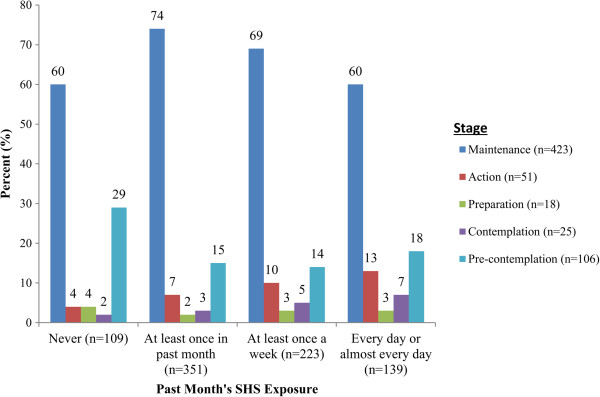 80
70
60
50
40
30
20
10
0
Percent (%)
60
4
4
2
29
74
7
2
3
15
69
10
3
5
14
60
13
3
7
18
Never (n=109)
At least once in
past month
(n=351)
At least once a
week (n=223)
Every day or
almost every day
(n=139)
Past Month's SHS Exposure
Stage
Maintenance (n=423)
Action (n=51)
Preparation (n=18)
Contemplation (n=25)
Pre-contemplation (n=106)